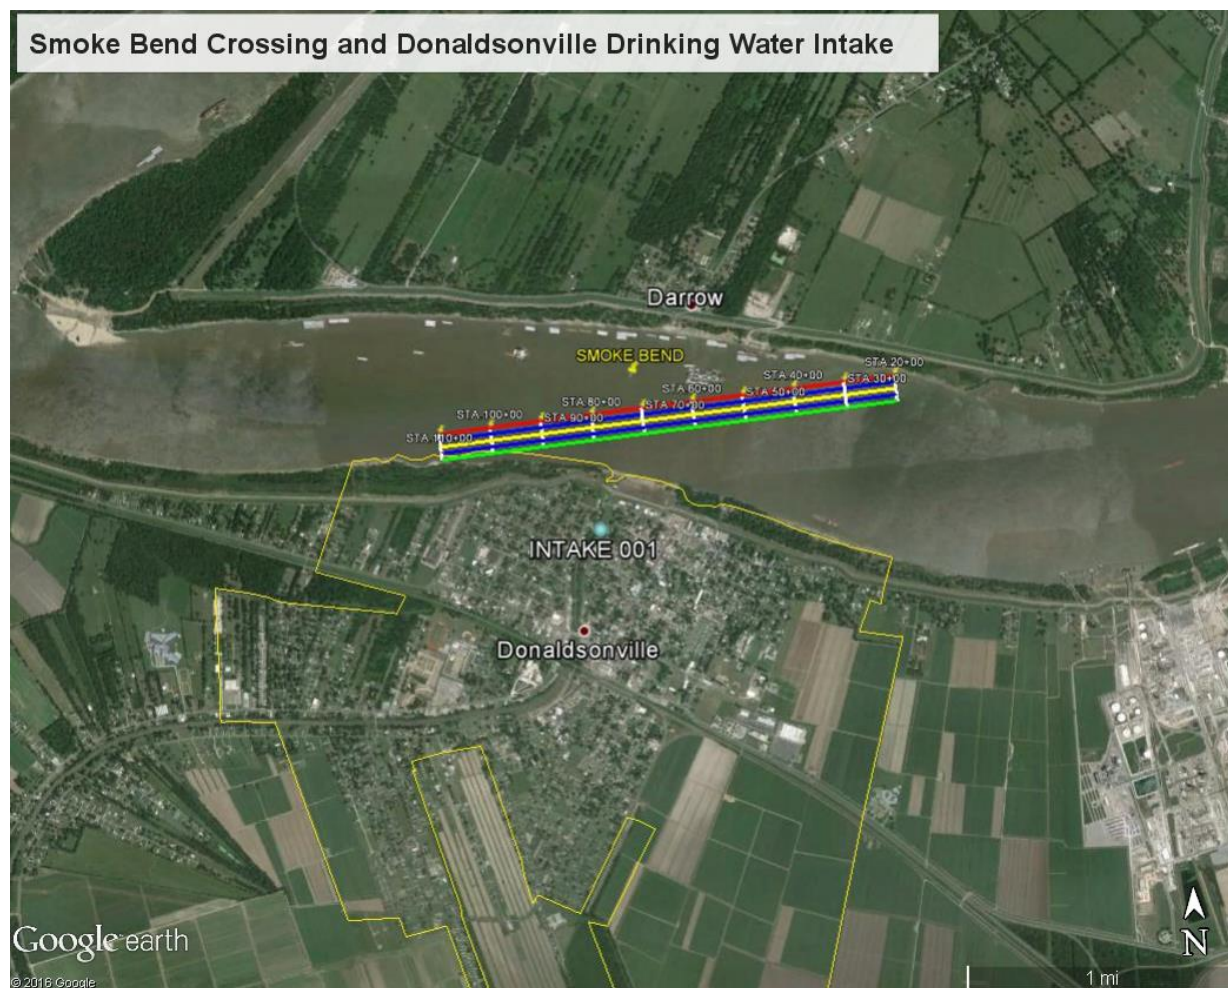 Smoke Bend Crossing and Donaldsonville Drinking Water Intake
Darrow
SMOKE BEND
STA 20+00
STA 30+00
STA 40+00
STA 50+00
STA 60+00
STA 70+00
STA 80+00
STA 90+00
STA 100+00
STA 110+00
INTAKE 001
Donaldsonville
Google earth
N
© 2016 Google
1 mi